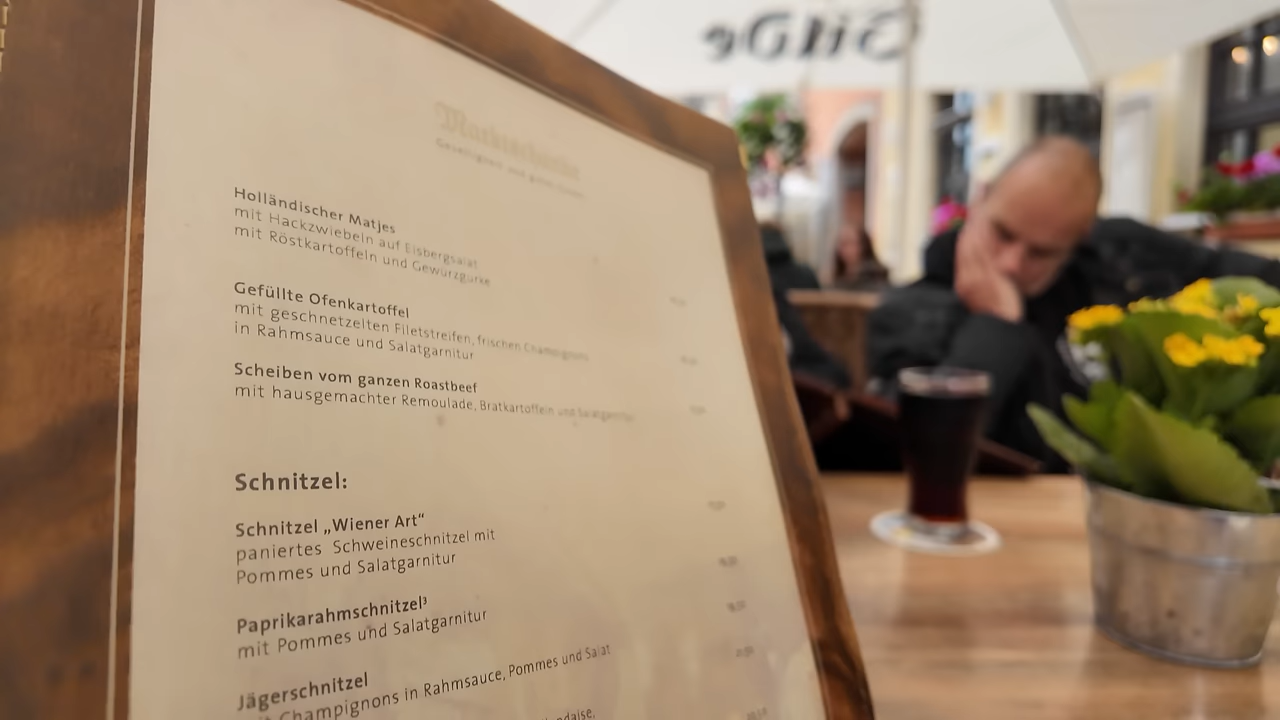 Holländischer Matjes
mit Hackzwiebeln auf Eisbergsalat
mit Röstkartoffeln und Gewürzgurke
Gefüllte Ofenkartoffel
mit geschnetzelten Filetstreifen, frischen Champignons
in Rahmsauce und Salatgarnitur
Scheiben vom ganzen Roastbeef
mit hausgemachter Remoulade, Bratkartoffeln und Salatgarnitur
Schnitzel:
Schnitzel „Wiener Art“
paniertes Schweineschnitzel mit
Pommes und Salatgarnitur
Paprikarahmschnitzel³
mit Pommes und Salatgarnitur
Jägerschnitzel
mit Champignons in Rahmsauce, Pommes und Salat